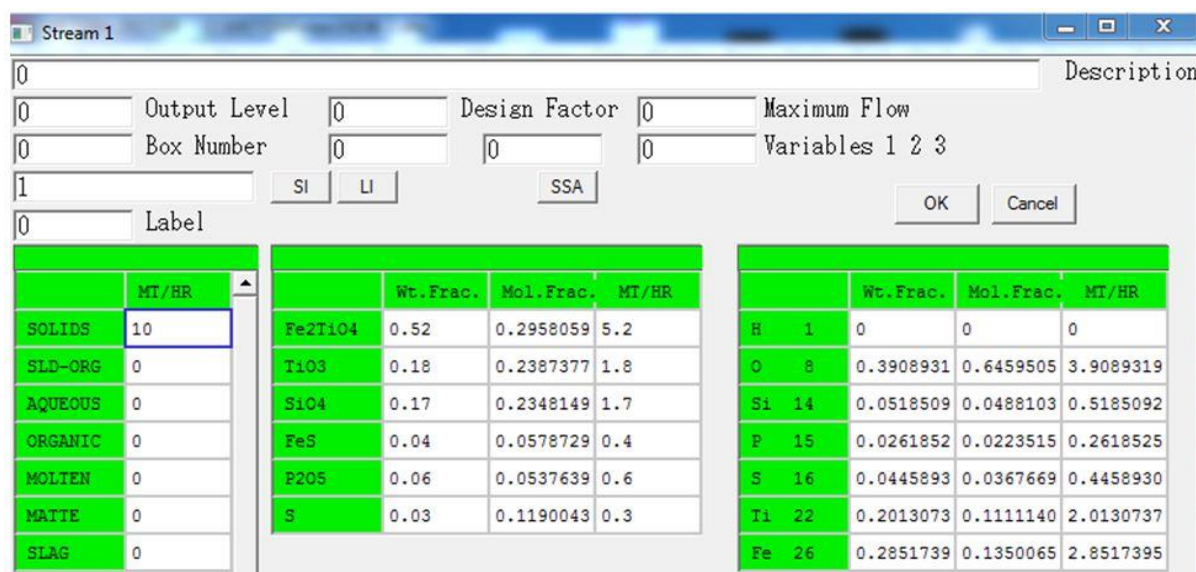 Stream 1
0 Description
0 Output Level 0 Design Factor 0 Maximum Flow
0 Box Number 0 0 0 Variables 1 2 3
1 SI LI SSA OK Cancel
0 Label
MT/HR Wt.Frac. Mol.Frac. MT/HR Wt.Frac. Mol.Frac. MT/HR
SOLIDS 10 Fe2TiO4 0.52 0.2958059 5.2 H 1 0 0 0
SLD-ORG 0 TiO3 0.18 0.2387377 1.8 O 8 0.3908931 0.6459505 3.9089319
AQUEOUS 0 SiO4 0.17 0.2348149 1.7 Si 14 0.0518509 0.0488103 0.5185092
ORGANIC 0 FeS 0.04 0.0578729 0.4 P 15 0.0261852 0.0223515 0.2618525
MOLTEN 0 P2O5 0.06 0.0537639 0.6 S 16 0.0445893 0.0367669 0.4458930
MATTE 0 S 0.03 0.1190043 0.3 Ti 22 0.2013073 0.1111140 2.0130737
SLAG 0 Fe 26 0.2851739 0.1350065 2.8517395